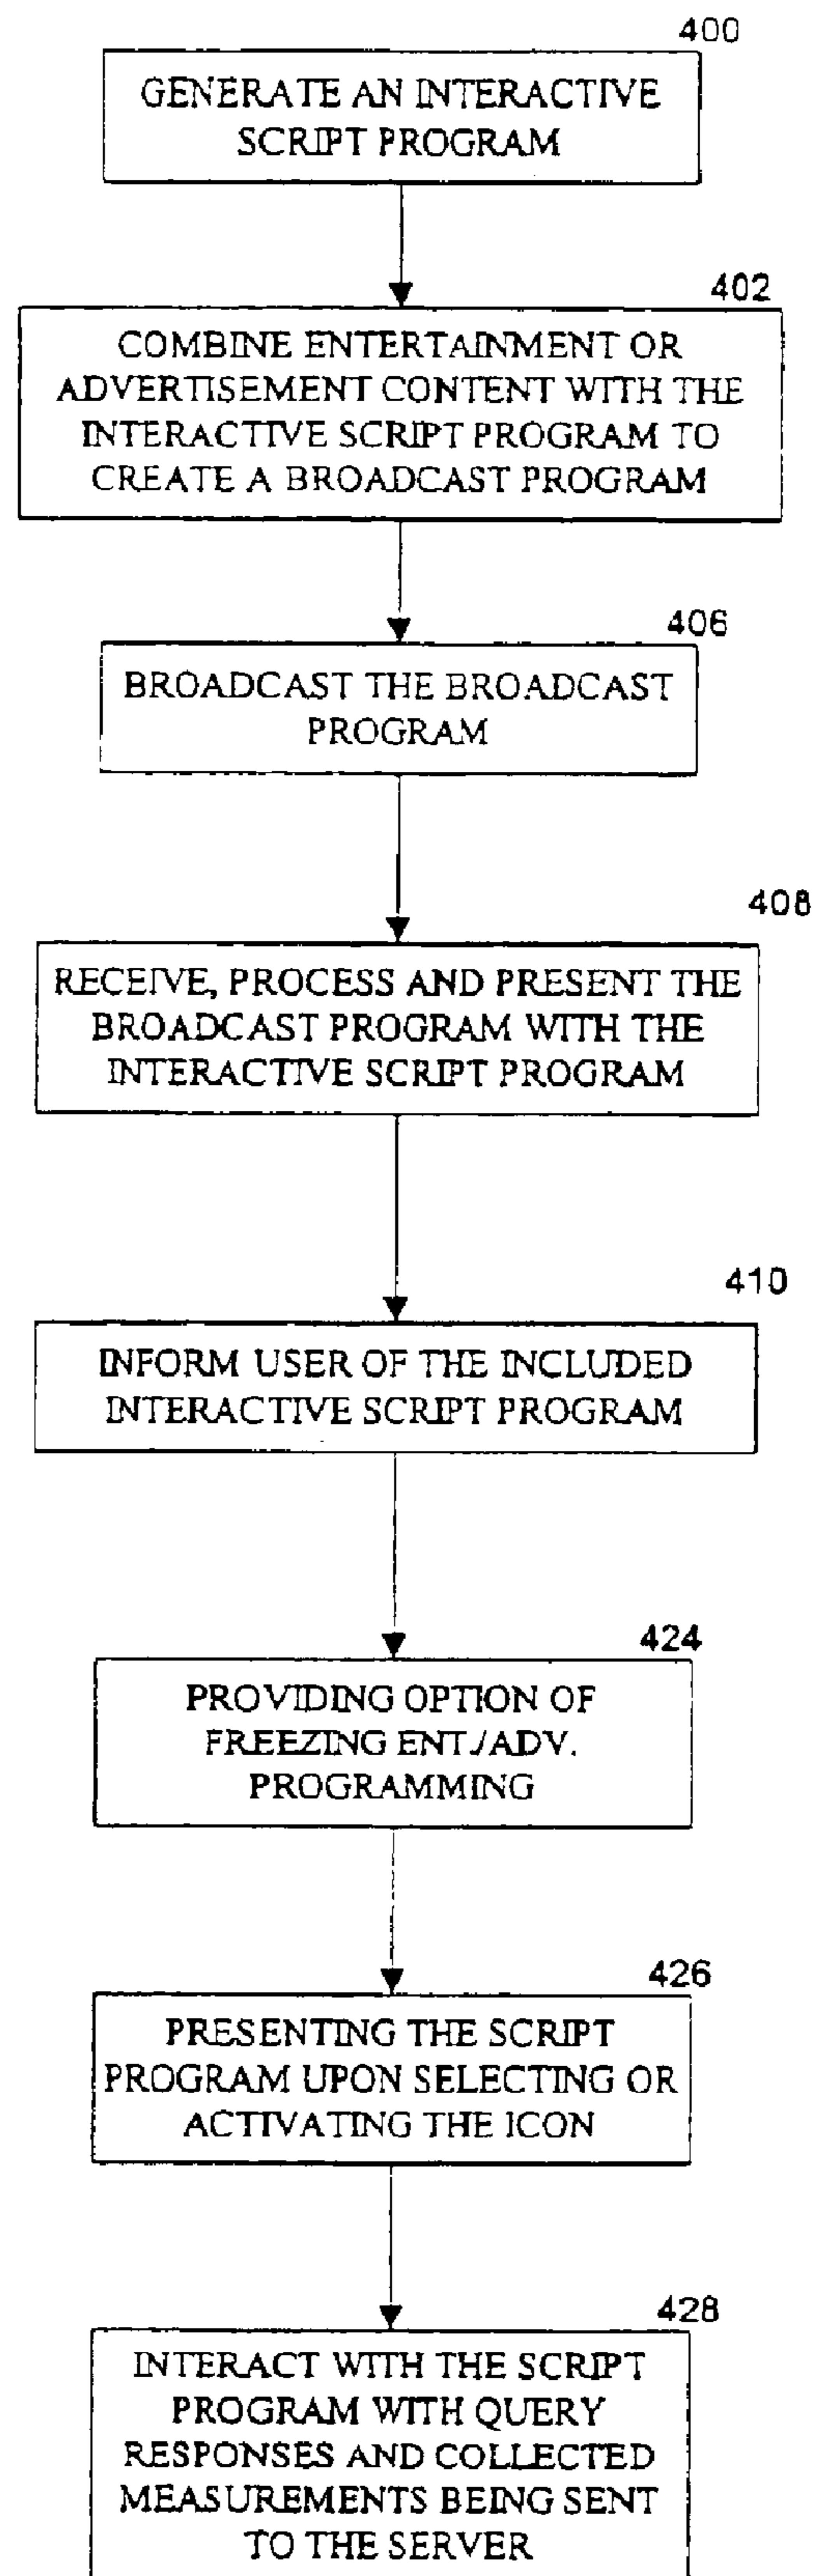 400
GENERATE AN INTERACTIVE
SCRIPT PROGRAM
402
COMBINE ENTERTAINMENT OR
ADVERTISEMENT CONTENT WITH THE
INTERACTIVE SCRIPT PROGRAM TO
CREATE A BROADCAST PROGRAM
406
BROADCAST THE BROADCAST
PROGRAM
408
RECEIVE, PROCESS AND PRESENT THE
BROADCAST PROGRAM WITH THE
INTERACTIVE SCRIPT PROGRAM
410
INFORM USER OF THE INCLUDED
INTERACTIVE SCRIPT PROGRAM
424
PROVIDING OPTION OF
FREEZING ENT./ADV.
PROGRAMMING
426
PRESENTING THE SCRIPT
PROGRAM UPON SELECTING OR
ACTIVATING THE ICON
428
INTERACT WITH THE SCRIPT
PROGRAM WITH QUERY
RESPONSES AND COLLECTED
MEASUREMENTS BEING SENT
TO THE SERVER